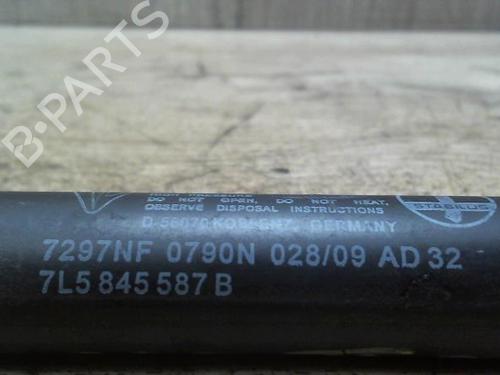 B-PARTS
HIGH PRESSURE
DO NOT OPEN, DO NOT HEAT.
OBSERVE DISPOSAL INSTRUCTIONS
STABILUS
D-56070 KOBLENZ GERMANY
7297NF 0790N 028/09 AD 32
7L5 845 587 B